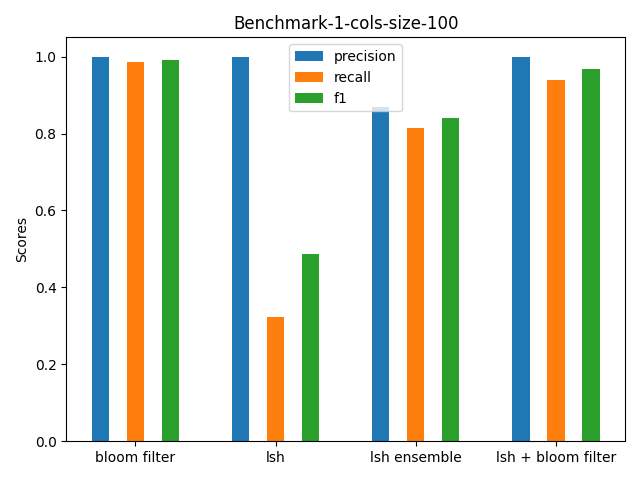 Benchmark-1-cols-size-100
precision
recall
f1
Scores
1.0
0.8
0.6
0.4
0.2
0.0
bloom filter
lsh
lsh ensemble
lsh + bloom filter